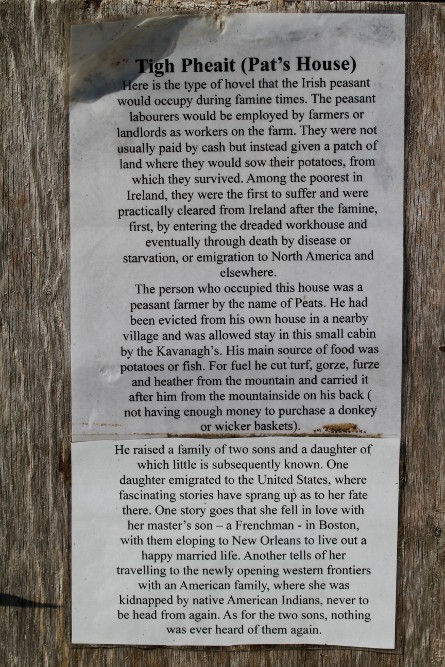 Tigh Pheait (Pat's House)
Here is the type of hovel that the Irish peasant
would occupy during famine times. The peasant
labourers would be employed by farmers or
landlords as workers on the farm. They were not
usually paid by cash but instead given a patch of
land where they would sow their potatoes, from
which they survived. Among the poorest in
Ireland, they were the first to suffer and were
practically cleared from Ireland after the famine,
first, by entering the dreaded workhouse and
eventually through death by disease or
starvation, or emigration to North America and
elsewhere.
The person who occupied this house was a
peasant farmer by the name of Peats. He had
been evicted from his own house in a nearby
village and was allowed stay in this small cabin
by the Kavanagh's. His main source of food was
potatoes or fish. For fuel he cut turf, gorze, furze
and heather from the mountain and carried it
after him from the mountainside on his back (
not having enough money to purchase a donkey
or wicker baskets).
He raised a family of two sons and a daughter of
which little is subsequently known. One
daughter emigrated to the United States, where
fascinating stories have sprang up as to her fate
there. One story goes that she fell in love with
her master's son – a Frenchman - in Boston,
with them eloping to New Orleans to live out a
happy married life. Another tells of her
travelling to the newly opening western frontiers
with an American family, where she was
kidnapped by native American Indians, never to
be head from again. As for the two sons, nothing
was ever heard of them again.